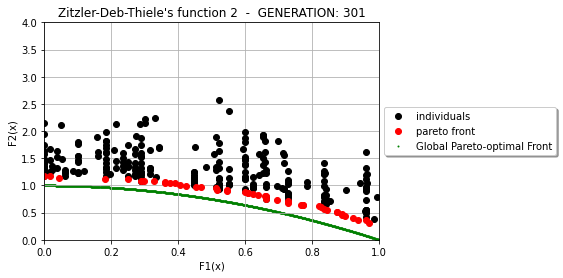 Zitzler-Deb-Thiele's function 2 - GENERATION: 301
4.0
3.5
3.0
2.5
2.0
1.5
1.0
0.5
0.0
F2(x)
0.0 0.2 0.4 0.6 0.8 1.0
F1(x)
individuals
pareto front
Global Pareto-optimal Front